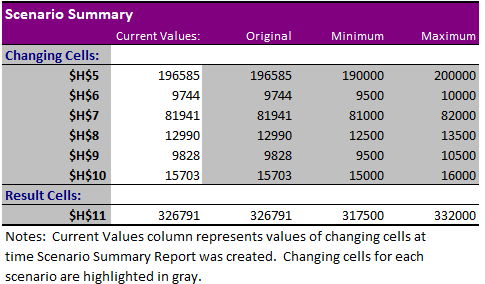 Scenario Summary
Current Values: Original Minimum Maximum
Changing Cells:
$H$5 196585 196585 190000 200000
$H$6 9744 9744 9500 10000
$H$7 81941 81941 81000 82000
$H$8 12990 12990 12500 13500
$H$9 9828 9828 9500 10500
$H$10 15703 15703 15000 16000
Result Cells:
$H$11 326791 326791 317500 332000
Notes: Current Values column represents values of changing cells at
time Scenario Summary Report was created. Changing cells for each
scenario are highlighted in gray.